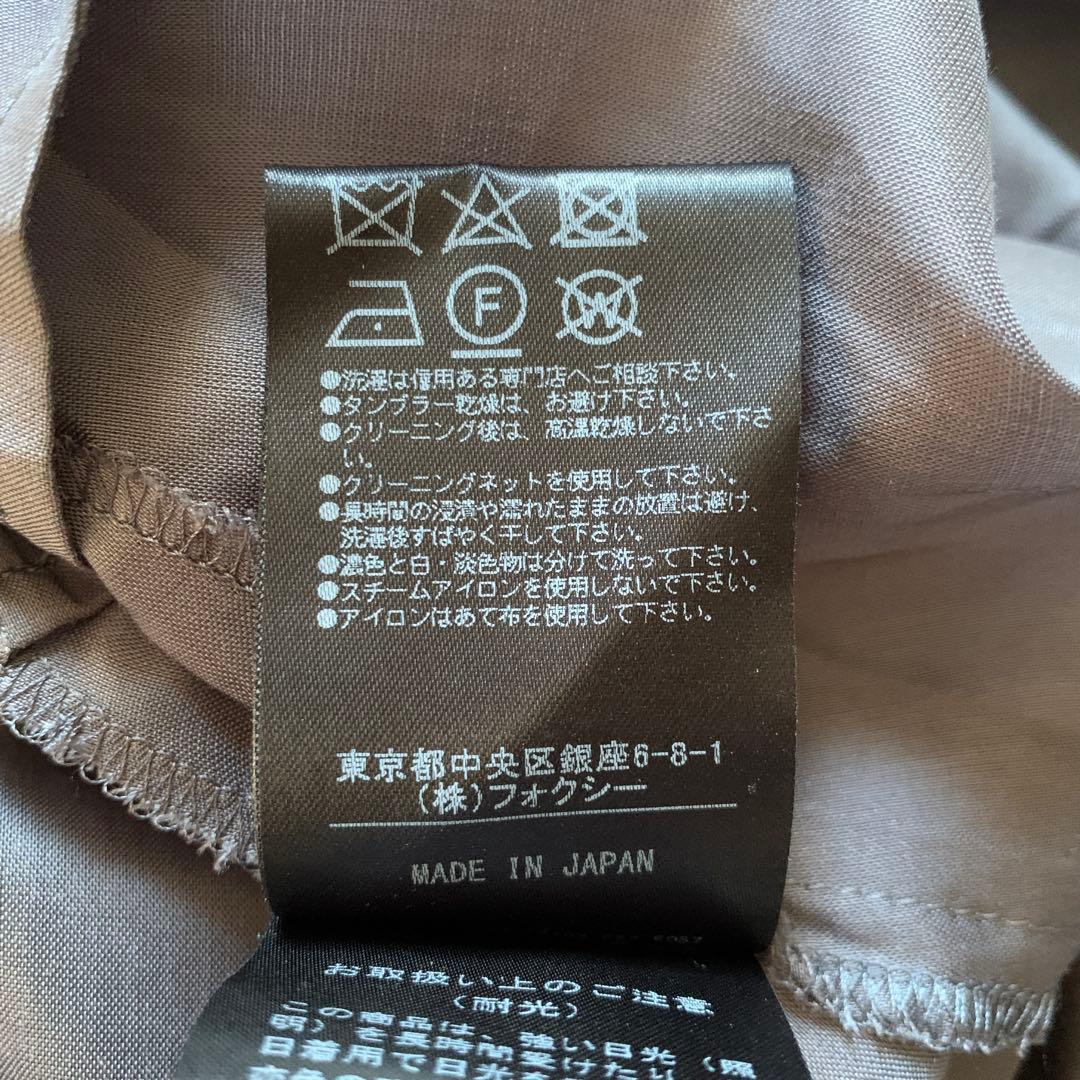 F
W
●洗濯は信用ある専門店へご相談下さい。
●タンブラー乾燥は、お避け下さい。
●クリーニング後は、高温乾燥しないで下さ
い。
●クリーニングネットを使用して下さい。
●長時間の浸漬や濡れたままの放置は避け、
洗濯後すばやく干して下さい。
●濃色と白・淡色物は分けて洗って下さい。
●スチームアイロンを使用しないで下さい。
●アイロンはあて布を使用して下さい。
東京都中央区銀座6-8-1
(株)フォクシー
MADE IN JAPAN
お取扱い上のご注意
(耐光)
この商品は、強い日光(照
明)を長時間受けたり
日着用で日光を